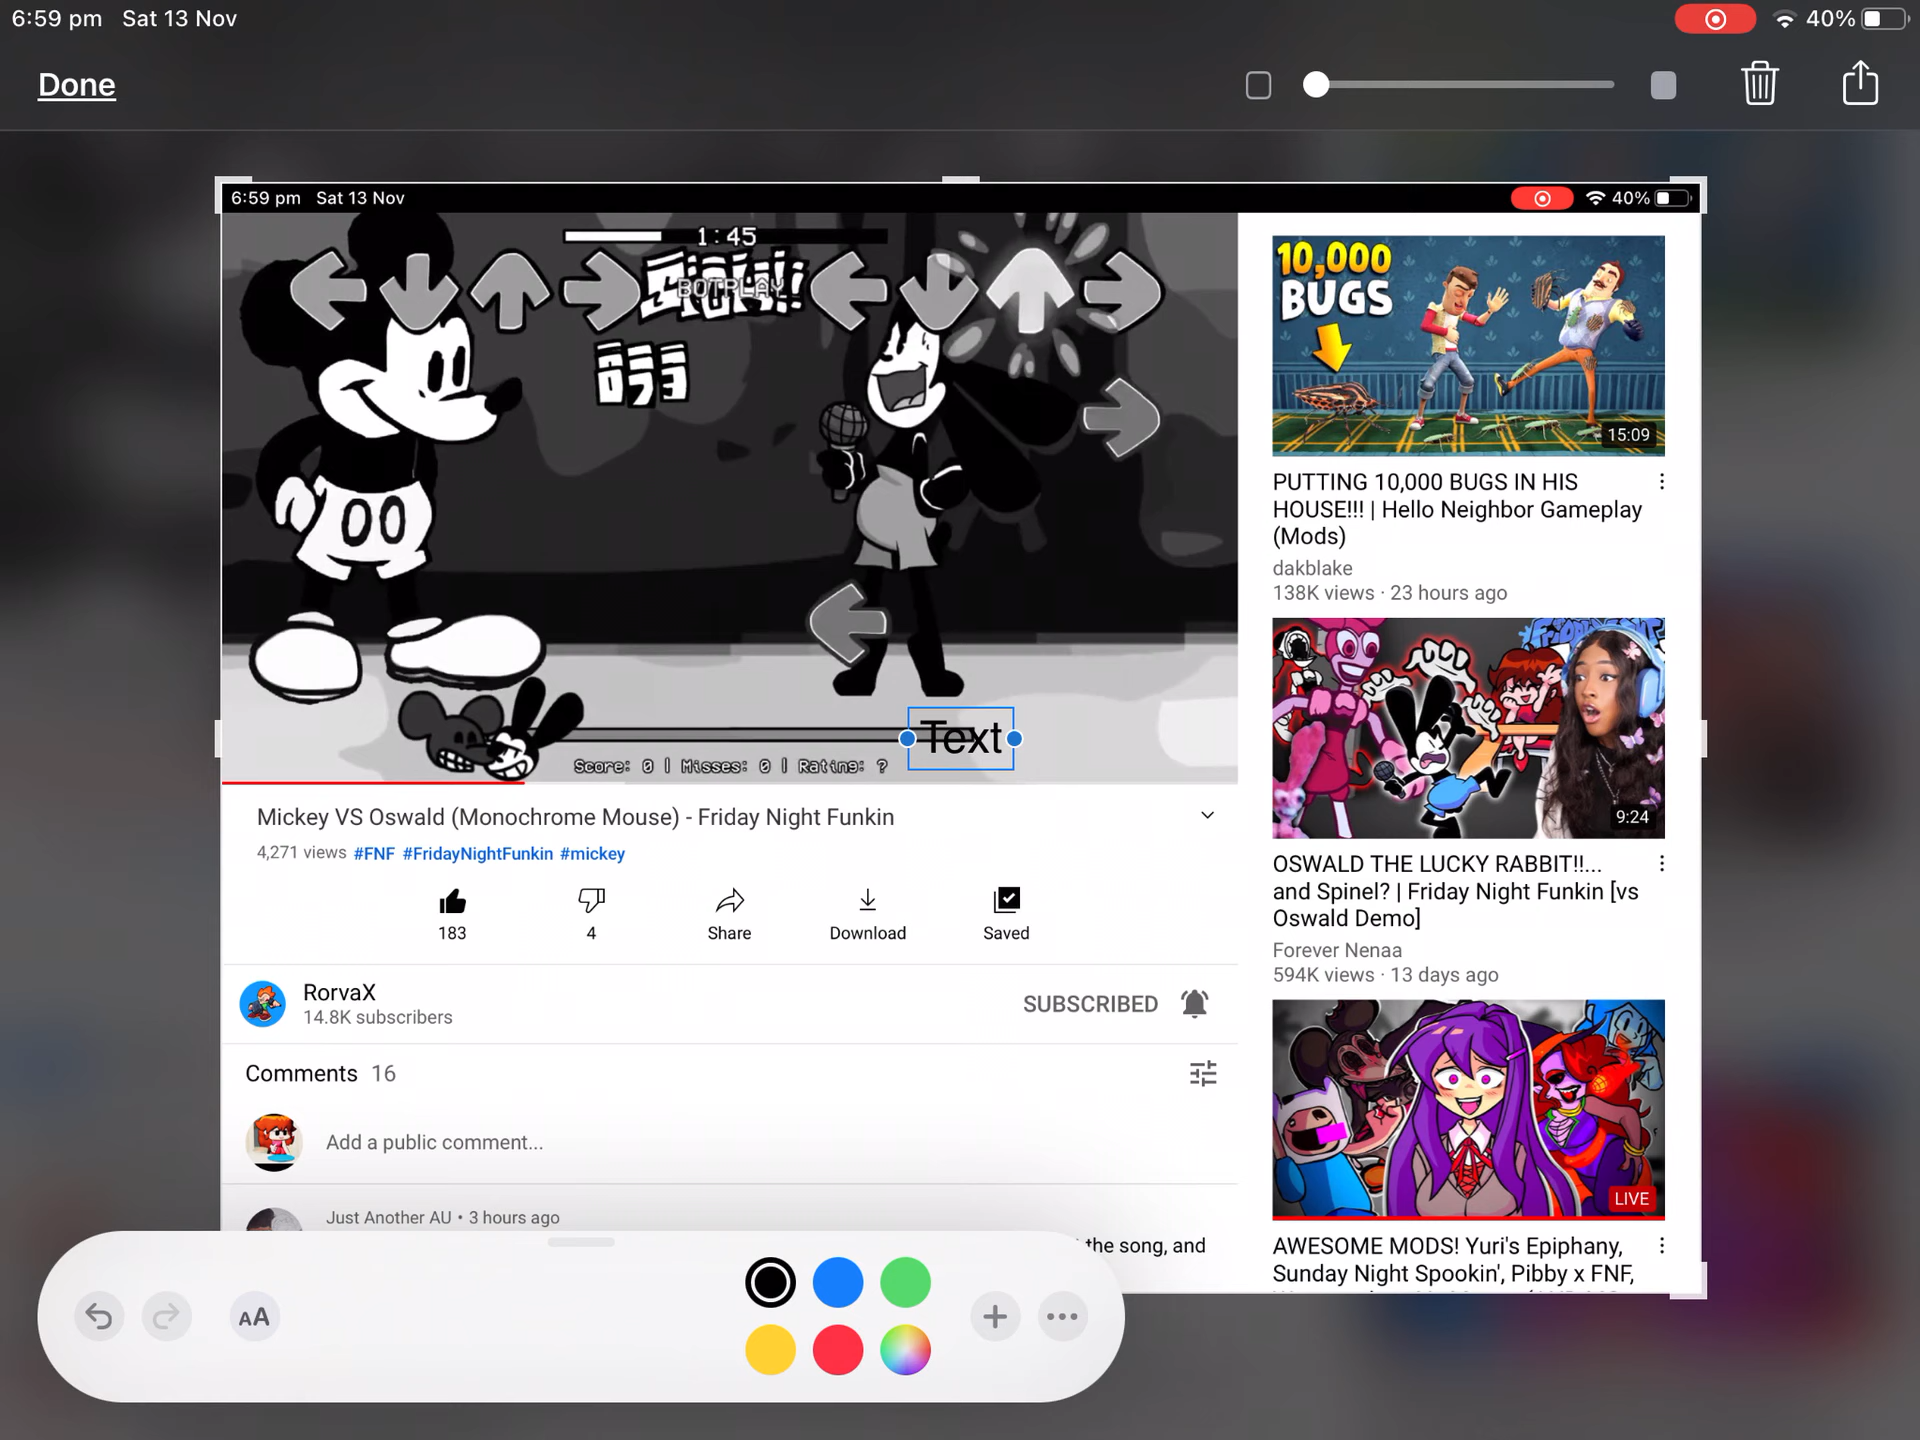 6:59 pm Sat 13 Nov
40%
Done
6:59 pm Sat 13 Nov
40%
1:45
BOTPLAY
Score: 0 | Misses: 0 | Rating: ?
Text
Mickey VS Oswald (Monochrome Mouse) - Friday Night Funkin
4,271 views #FNF #FridayNightFunkin #mickey
183
4
Share
Download
Saved
RorvaX
14.8K subscribers
SUBSCRIBED
Comments 16
Add a public comment...
Just Another AU • 3 hours ago
the song, and
10,000
BUGS
15:09
PUTTING 10,000 BUGS IN HIS
HOUSE!!! | Hello Neighbor Gameplay
(Mods)
dakblake
138K views · 23 hours ago
9:24
OSWALD THE LUCKY RABBIT!!...
and Spinel? | Friday Night Funkin [vs
Oswald Demo]
Forever Nenaa
594K views · 13 days ago
LIVE
AWESOME MODS! Yuri's Epiphany,
Sunday Night Spookin', Pibby x FNF,
AA